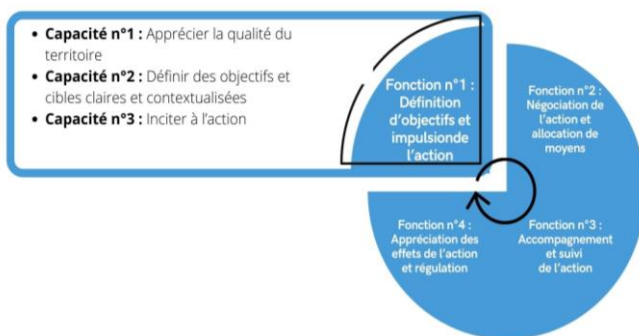 • Capacité n°1 : Apprécier la qualité du
territoire
• Capacité n°2 : Définir des objectifs et
cibles claires et contextualisées
• Capacité n°3 : Inciter à l'action
Fonction n°1 :
Définition
d'objectifs et
impulsionde
l'action
Fonction n°2 :
Négociation de
l'action et
allocation de
moyens
Fonction n°3 :
Accompagnement
et suivi
de l'action
Fonction n°4 :
Appréciation des
effets de l'action
et régulation